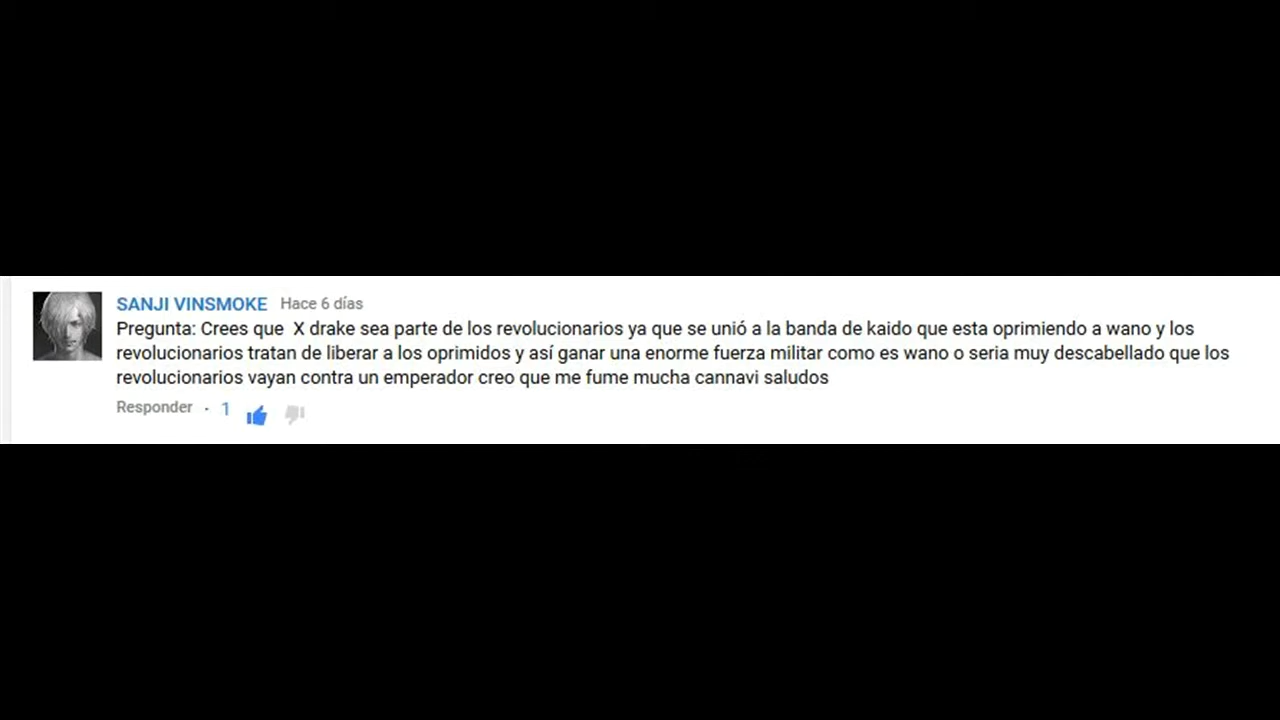 SANJI VINSMOKE Hace 6 días
Pregunta: Crees que  X drake sea parte de los revolucionarios ya que se unió a la banda de kaido que esta oprimiendo a wano y los
revolucionarios tratan de liberar a los oprimidos y así ganar una enorme fuerza militar como es wano o seria muy descabellado que los
revolucionarios vayan contra un emperador creo que me fume mucha cannavi saludos
Responder · 1